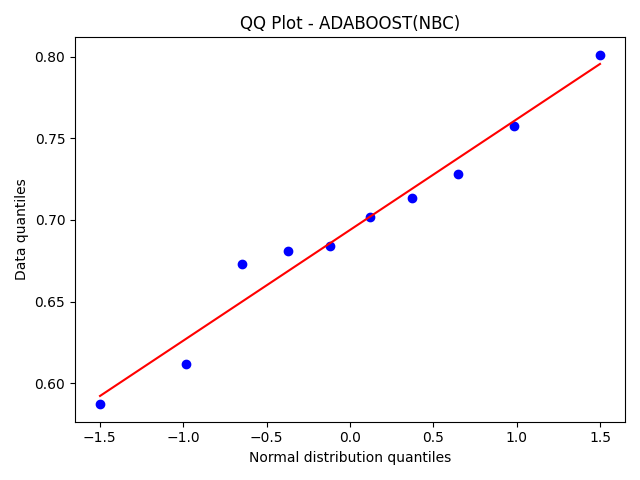 QQ Plot - ADABOOST(NBC)
0.80
0.75
0.70
0.65
0.60
Data quantiles
−1.5 −1.0 −0.5 0.0 0.5 1.0 1.5
Normal distribution quantiles